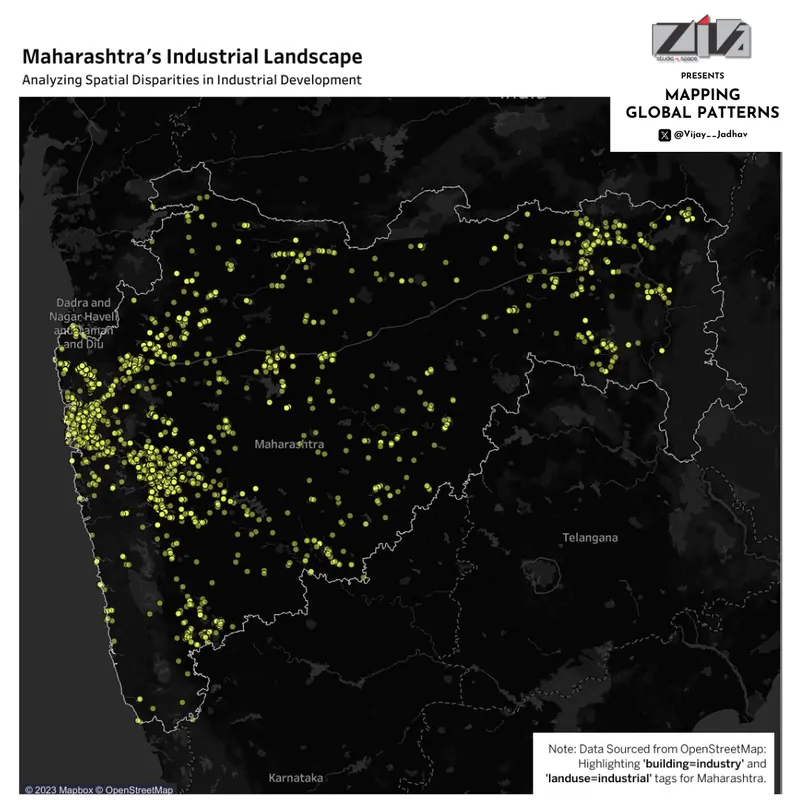 Maharashtra's Industrial Landscape
Analyzing Spatial Disparities in Industrial Development
ZIVA
PRESENTS
MAPPING
GLOBAL PATTERNS
X @Vijay__Jadhav
India
Dadra and
Nagar Haveli
and Daman
and Diu
Maharashtra
Telangana
Karnataka
Note: Data Sourced from OpenStreetMap:
Highlighting 'building=industry' and
'landuse=industrial' tags for Maharashtra.
© 2023 Mapbox © OpenStreetMap